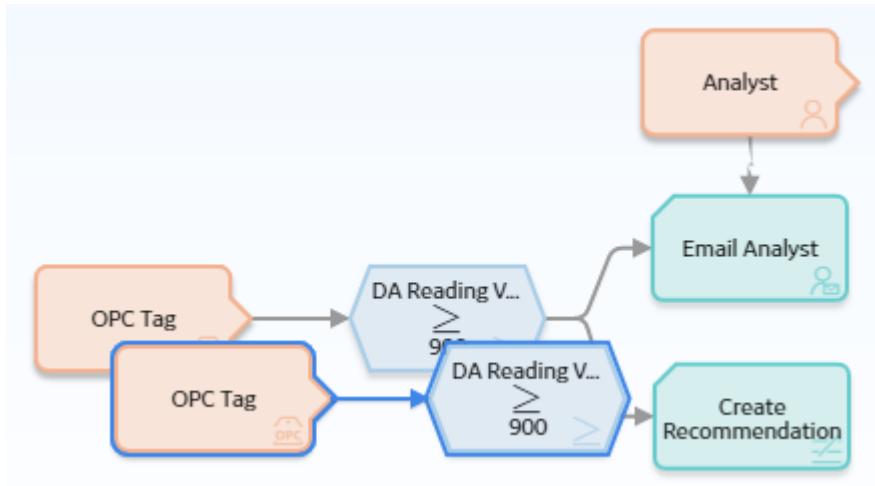 Analyst
Email Analyst
DA Reading V...
≥
OPC Tag
DA Reading V...
OPC Tag
≥
900
OPC
Create
Recommendation